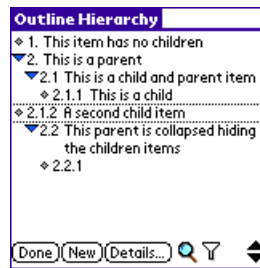 Outline Hierarchy
1. This item has no children
2. This is a parent
2.1 This is a child and parent item
2.1.1 This is a child
2.1.2 A second child item
2.2 This parent is collapsed hiding
the children items
2.2.1
Done New Details...